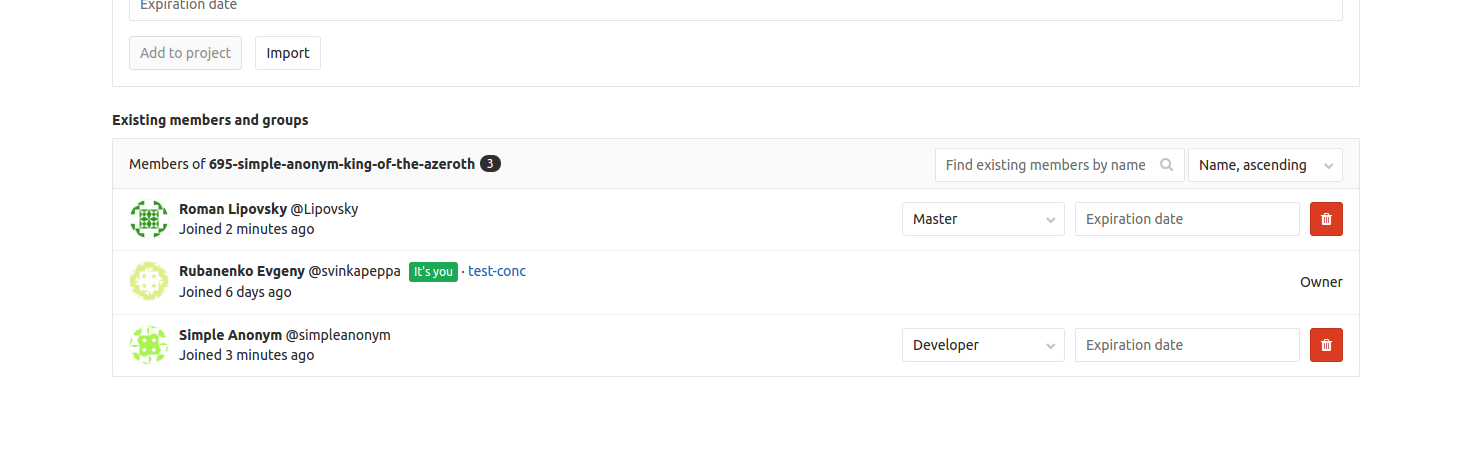 Expiration date
Add to project Import
Existing members and groups
Members of 695-simple-anonym-king-of-the-azeroth 3 Find existing members by name Name, ascending
Roman Lipovsky @Lipovsky
Joined 2 minutes ago
Master Expiration date
Rubanenko Evgeny @svinkapeppa It's you · test-conc
Joined 6 days ago
Owner
Simple Anonym @simpleanonym
Joined 3 minutes ago
Developer Expiration date